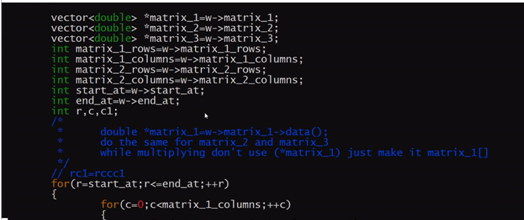 vector<double> *matrix_1=w->matrix_1;
vector<double> *matrix_2=w->matrix_2;
vector<double> *matrix_3=w->matrix_3;
int matrix_1_rows=w->matrix_1_rows;
int matrix_1_columns=w->matrix_1_columns;
int matrix_2_rows=w->matrix_2_rows;
int matrix_2_columns=w->matrix_2_columns;
int start_at=w->start_at;
int end_at=w->end_at;
int r,c,c1;
/*
* double *matrix_1=w->matrix_1->data();
* do the same for matrix_2 and matrix_3
* while multiplying don't use (*matrix_1) just make it matrix_1[]
*/
// rc1=rccc1
for(r=start_at;r<=end_at;++r)
{
for(c=0;c<matrix_1_columns;++c)
{